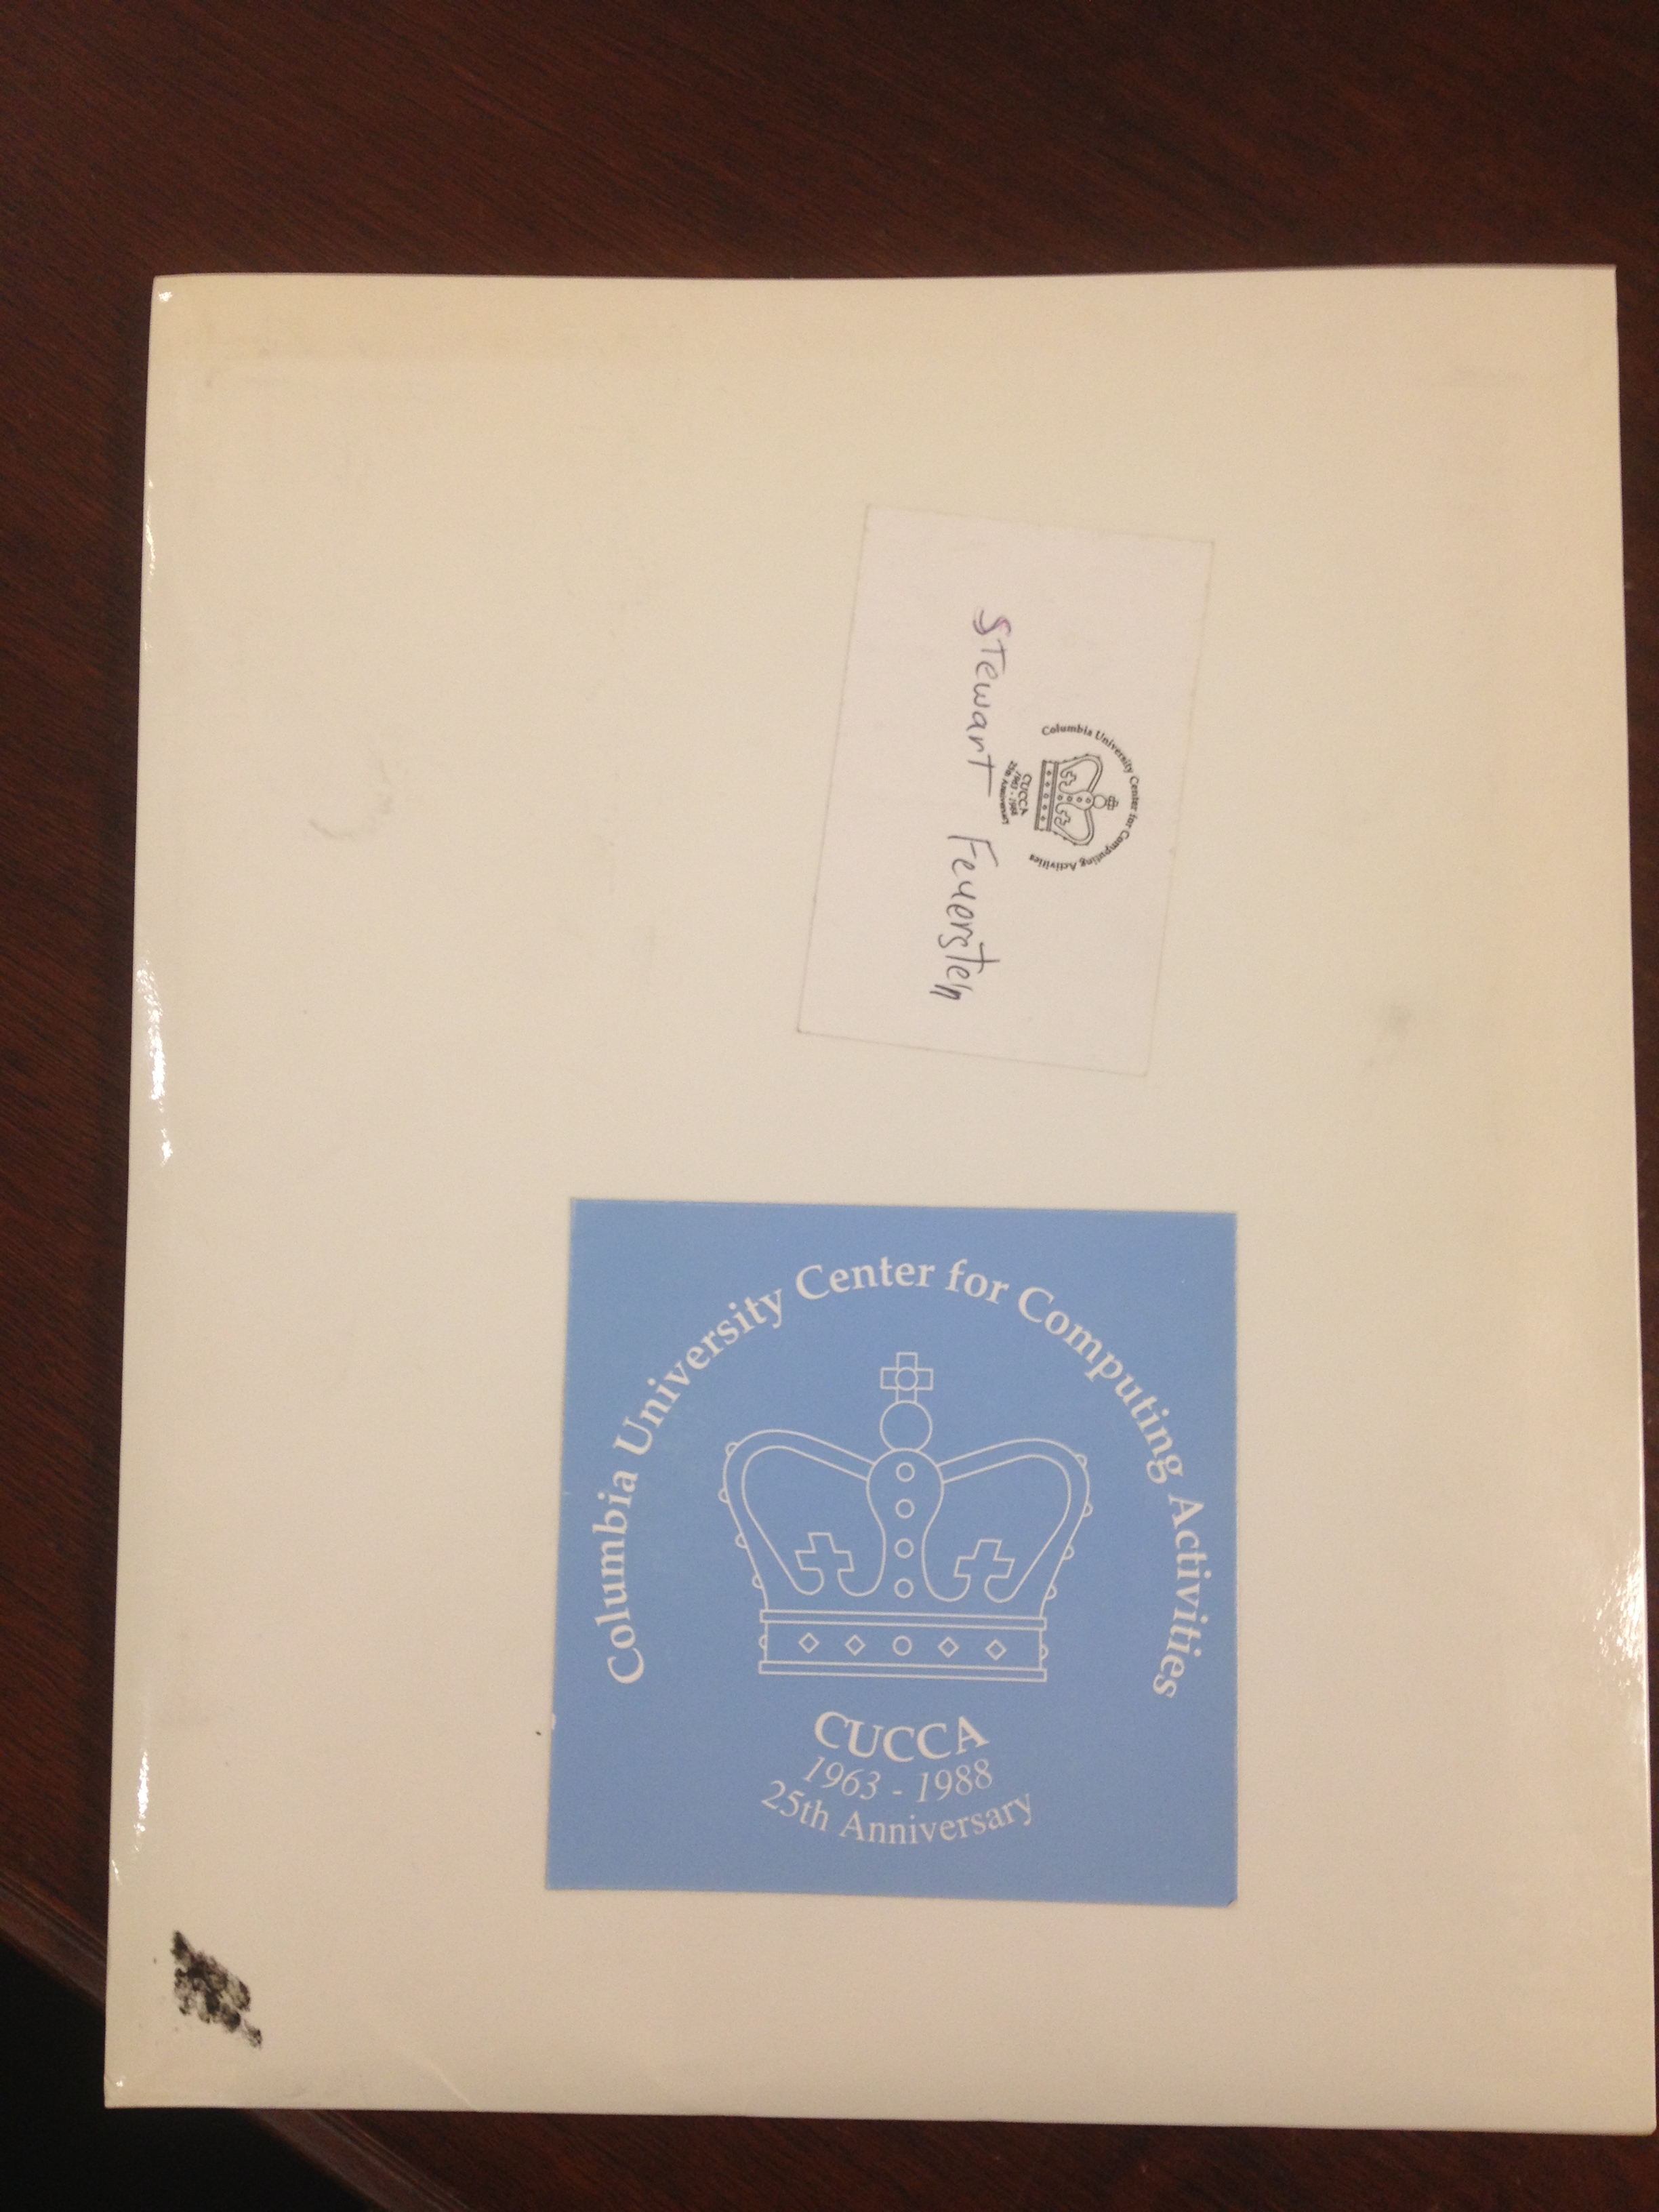 Columbia University Center for Computing Activities
CUCCA
1963 - 1988
25th Anniversary
Stewart Feuerstein
Columbia University Center for Computing Activities
CUCCA
1963 - 1988
25th Anniversary